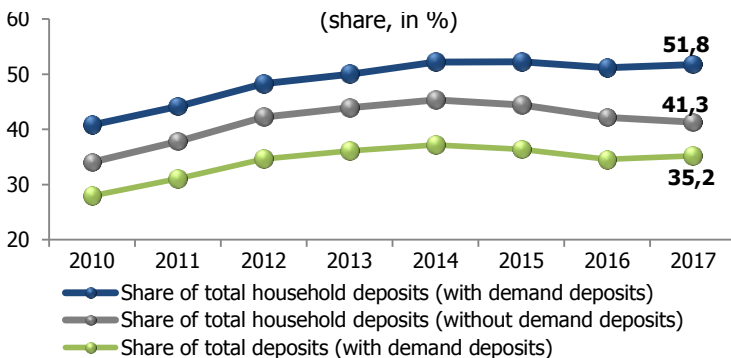 (share, in %)
60
50
40
30
20
51,8
41,3
35,2
2010 2011 2012 2013 2014 2015 2016 2017
Share of total household deposits (with demand deposits)
Share of total household deposits (without demand deposits)
Share of total deposits (with demand deposits)